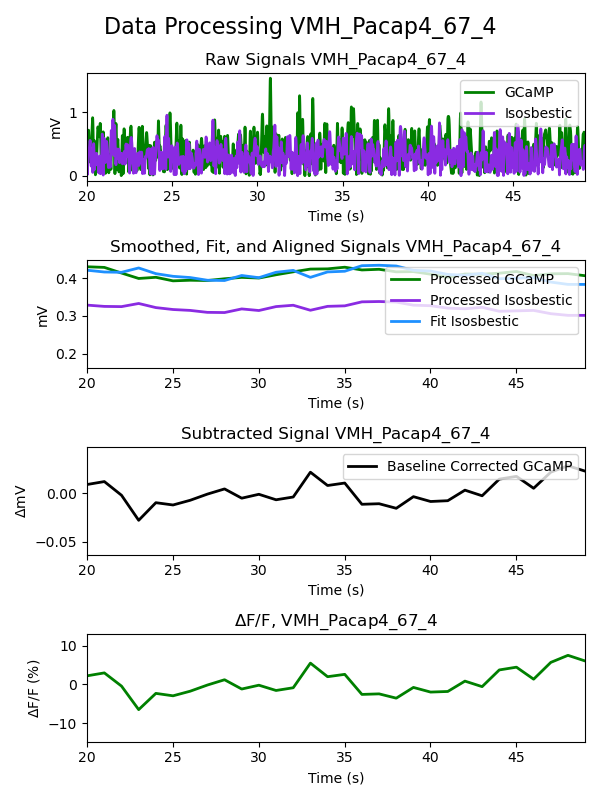 Data Processing VMH_Pacap4_67_4
Raw Signals VMH_Pacap4_67_4
mV
1
0
GCaMP
Isosbestic
20 25 30 35 40 45
Time (s)
Smoothed, Fit, and Aligned Signals VMH_Pacap4_67_4
mV
0.4
0.3
0.2
Processed GCaMP
Processed Isosbestic
Fit Isosbestic
20 25 30 35 40 45
Time (s)
Subtracted Signal VMH_Pacap4_67_4
ΔmV
0.00
−0.05
Baseline Corrected GCaMP
20 25 30 35 40 45
Time (s)
ΔF/F, VMH_Pacap4_67_4
ΔF/F (%)
10
0
−10
20 25 30 35 40 45
Time (s)